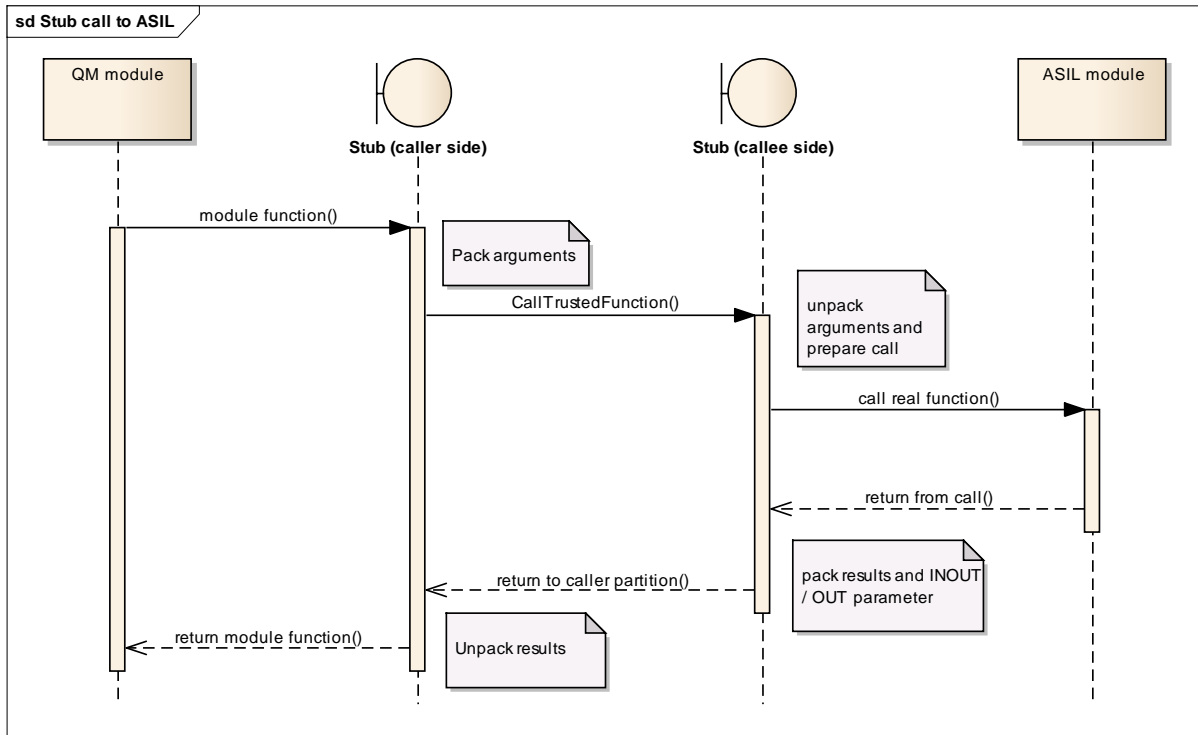 sd Stub call to ASIL
QM module
Stub (caller side)
Stub (callee side)
ASIL module
module function()
Pack arguments
CallTrustedFunction()
unpack
arguments and
prepare call
call real function()
return from call()
pack results and INOUT
/ OUT parameter
return to caller partition()
return module function()
Unpack results